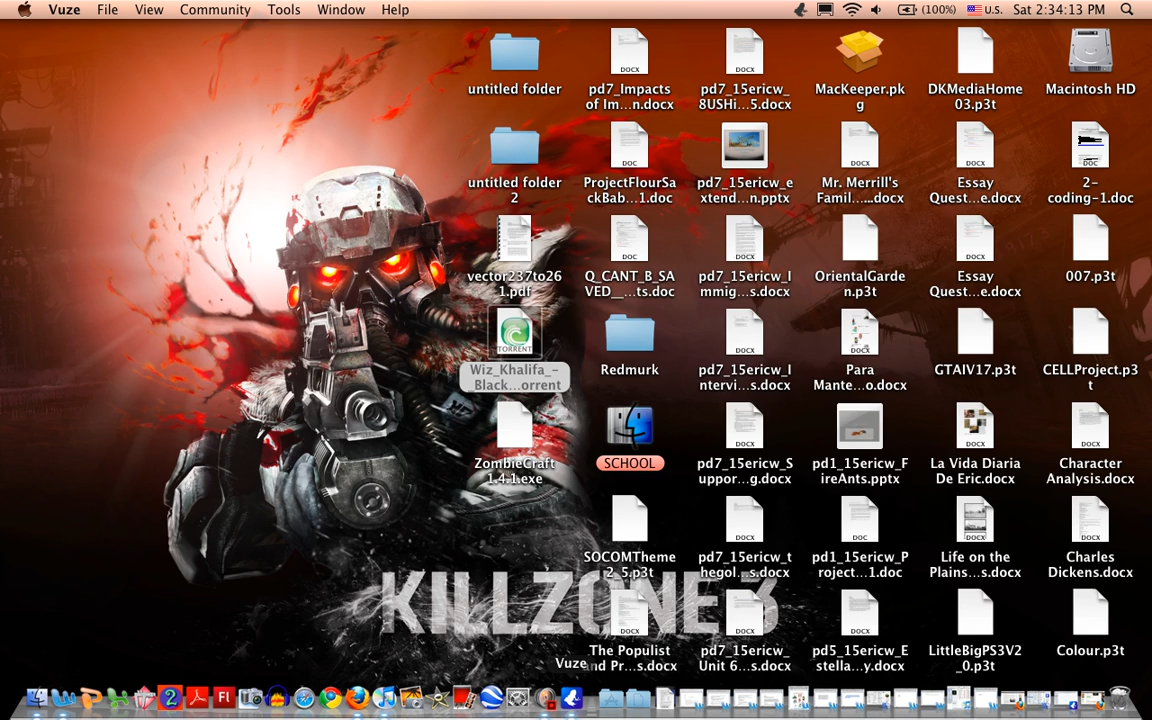 Vuze File View Community Tools Window Help
(100%) U.S. Sat 2:34:13 PM
untitled folder
pd7_Impacts
of Im...n.docx
pd7_15ericw_
8USHi...5.docx
MacKeeper.pk
g
DKMediaHome
03.p3t
Macintosh HD
untitled folder
2
ProjectFlourSa
ckBab...1.doc
pd7_15ericw_e
xtend...n.pptx
Mr. Merrill's
Famil......docx
Essay
Quest...e.docx
2-
coding-1.doc
vector237to26
1.pdf
Q_CANT_B_SA
VED__...ts.doc
pd7_15ericw_I
mmig...s.docx
OrientalGarde
n.p3t
Essay
Quest...e.docx
007.p3t
TORRENT
Wiz_Khalifa_-
Black...orrent
Redmurk
pd7_15ericw_I
ntervi...s.docx
Para
Mante...o.docx
GTAIV17.p3t
CELLProject.p3
t
ZombieCraft
1.4.1.exe
SCHOOL
pd7_15ericw_S
uppor...g.docx
pd1_15ericw_F
ireAnts.pptx
La Vida Diaria
De Eric.docx
Character
Analysis.docx
SOCOMTheme
2_5.p3t
pd7_15ericw_t
hegol...s.docx
pd1_15ericw_P
roject...1.doc
Life on the
Plains...s.docx
Charles
Dickens.docx
KILLZONE 3
The Populist
and Pr...s.docx
pd7_15ericw_
Unit 6...s.docx
pd5_15ericw_E
stella...y.docx
LittleBigPS3V2
_0.p3t
Colour.p3t
Vuze